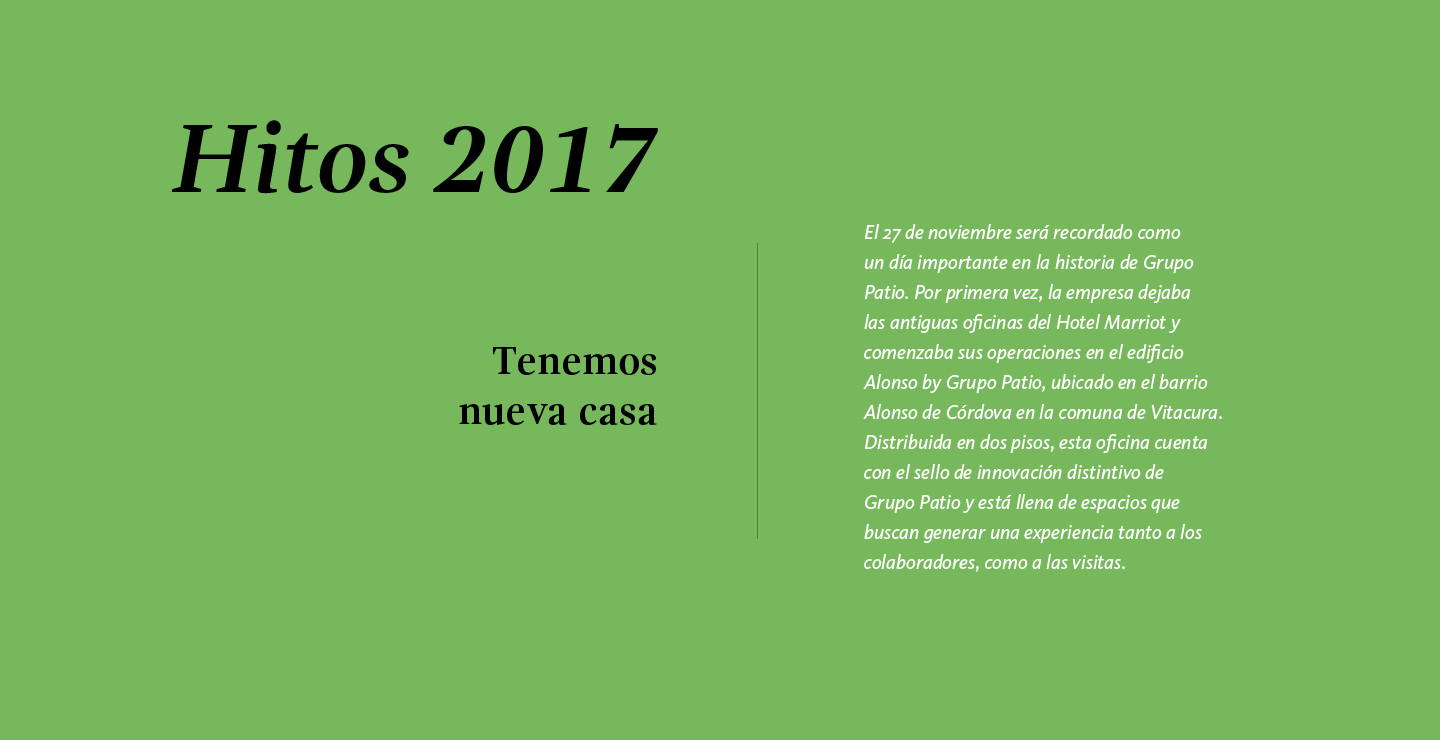 Hitos 2017
Tenemos
nueva casa
El 27 de noviembre será recordado como
un día importante en la historia de Grupo
Patio. Por primera vez, la empresa dejaba
las antiguas oficinas del Hotel Marriot y
comenzaba sus operaciones en el edificio
Alonso by Grupo Patio, ubicado en el barrio
Alonso de Córdova en la comuna de Vitacura.
Distribuida en dos pisos, esta oficina cuenta
con el sello de innovación distintivo de
Grupo Patio y está llena de espacios que
buscan generar una experiencia tanto a los
colaboradores, como a las visitas.